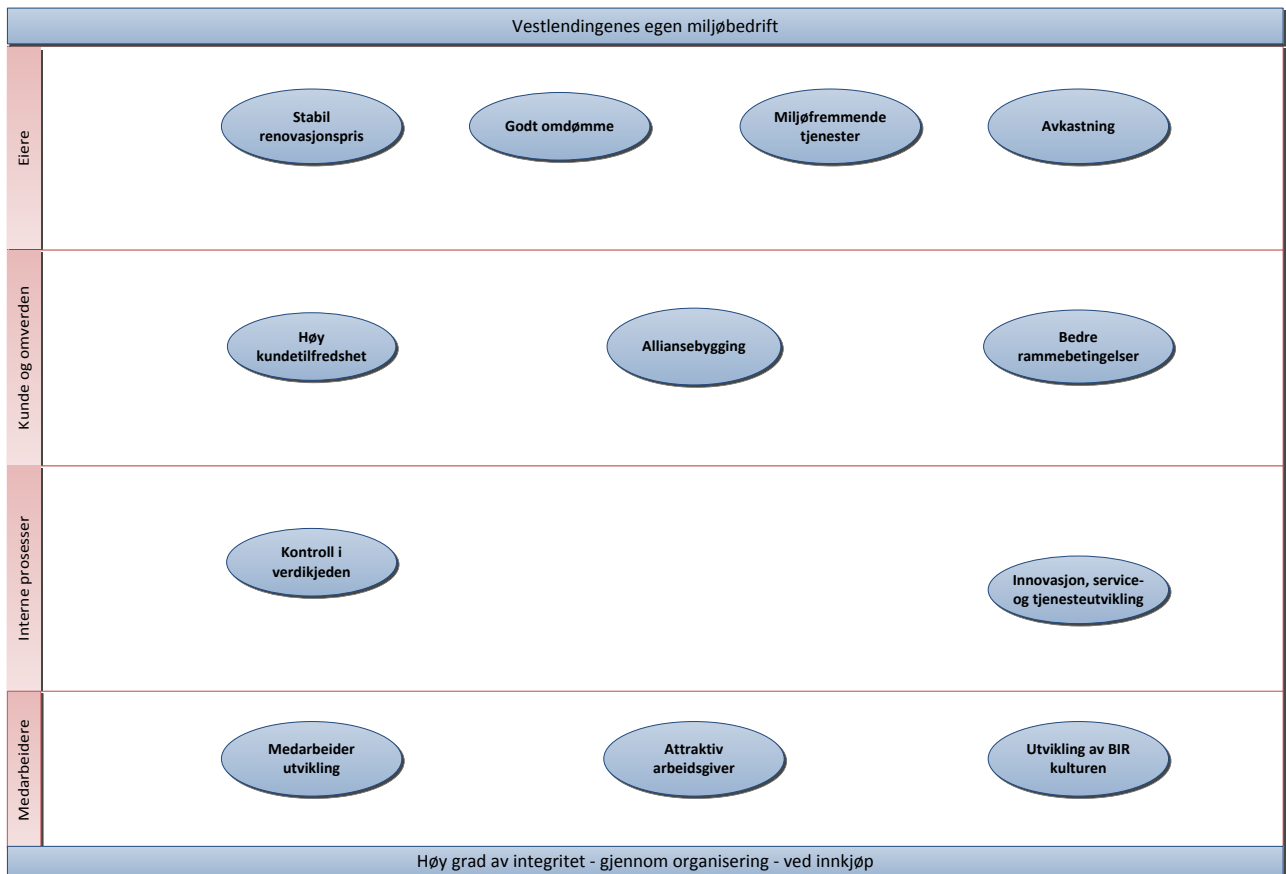 Vestlendingenes egen miljøbedrift
Eiere
Stabil
renovasjonspris
Godt omdømme
Miljøfremmende
tjenester
Avkastning
Kunde og omverden
Høy
kundetilfredshet
Alliansebygging
Bedre
rammebetingelser
Interne prosesser
Kontroll i
verdikjeden
Innovasjon, service-
og tjenesteutvikling
Medarbeidere
Medarbeider
utvikling
Attraktiv
arbeidsgiver
Utvikling av BIR
kulturen
Høy grad av integritet - gjennom organisering - ved innkjøp